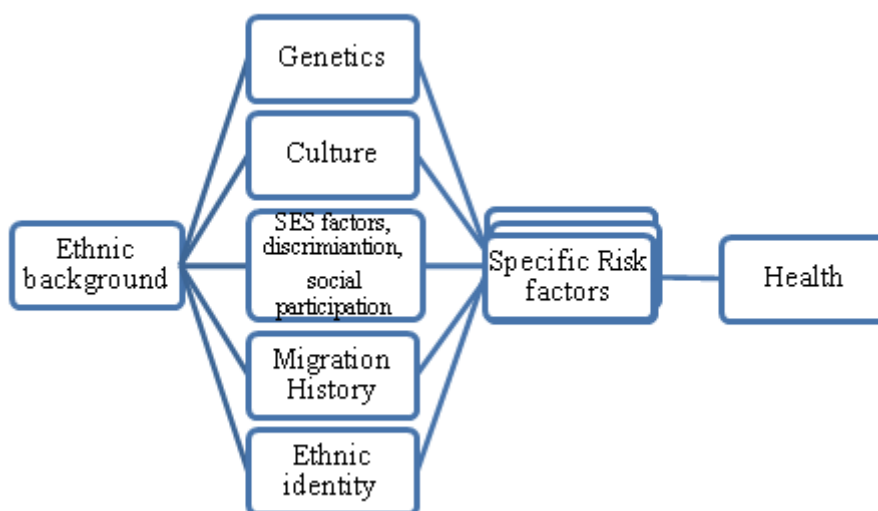 Genetics
Culture
SES factors,
discrimiantion,
social
participation
Ethnic
background
Specific Risk
factors
Health
Migration
History
Ethnic
identity